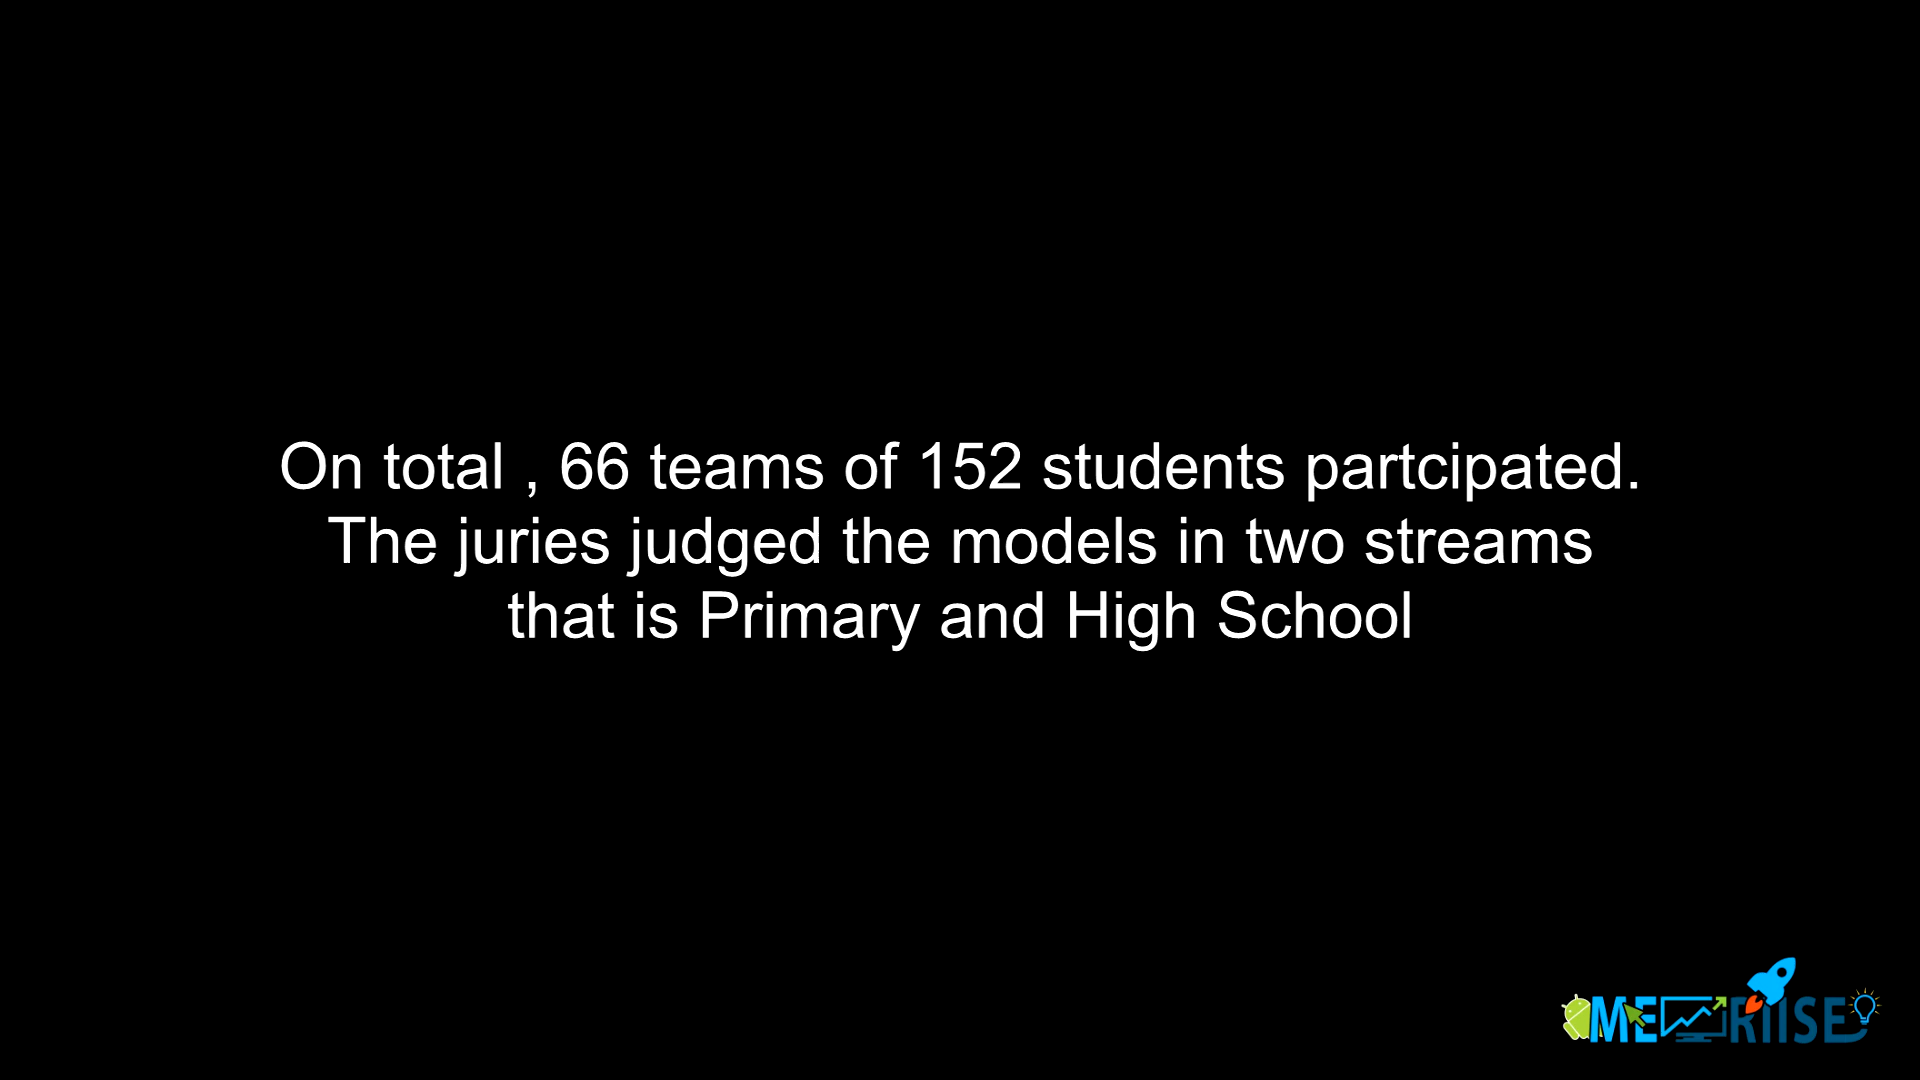 On total , 66 teams of 152 students partcipated.
The juries judged the models in two streams
that is Primary and High School
ME RIISE